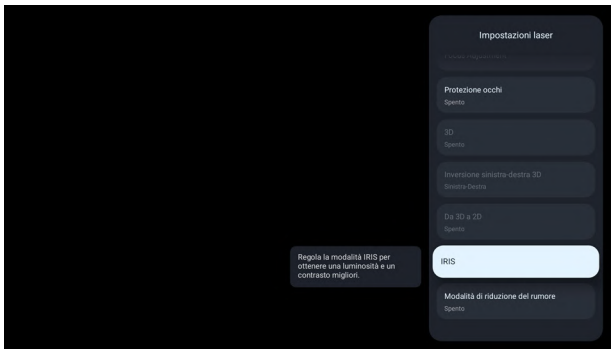 Impostazioni laser
Protezione occhi
Spento
3D
Spento
Inversione sinistra-destra 3D
Sinistra-Destra
Da 3D a 2D
Spento
Regola la modalità IRIS per
ottenere una luminosità e un
contrasto migliori.
IRIS
Modalità di riduzione del rumore
Spento